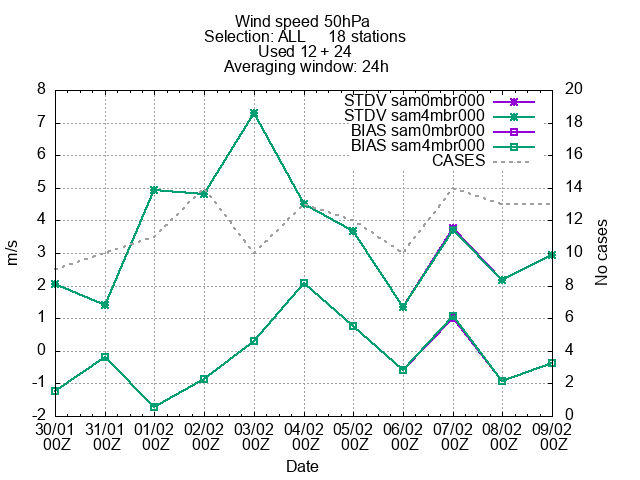 Wind speed 50hPa
Selection: ALL 18 stations
Used 12 + 24
Averaging window: 24h
STDV sam0mbr000
STDV sam4mbr000
BIAS sam0mbr000
BIAS sam4mbr000
CASES
8
7
6
5
4
3
2
1
0
-1
-2
m/s
20
18
16
14
12
10
8
6
4
2
0
No cases
30/01 31/01 01/02 02/02 03/02 04/02 05/02 06/02 07/02 08/02 09/02
00Z 00Z 00Z 00Z 00Z 00Z 00Z 00Z 00Z 00Z 00Z
Date